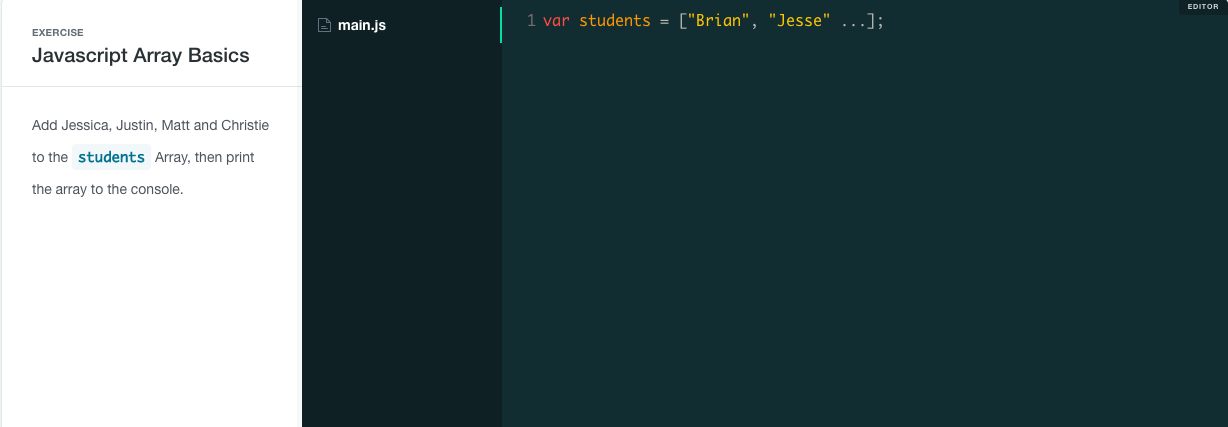 EXERCISE
Javascript Array Basics
Add Jessica, Justin, Matt and Christie
to the students Array, then print
the array to the console.
main.js
EDITOR
1 var students = ["Brian", "Jesse" ...];